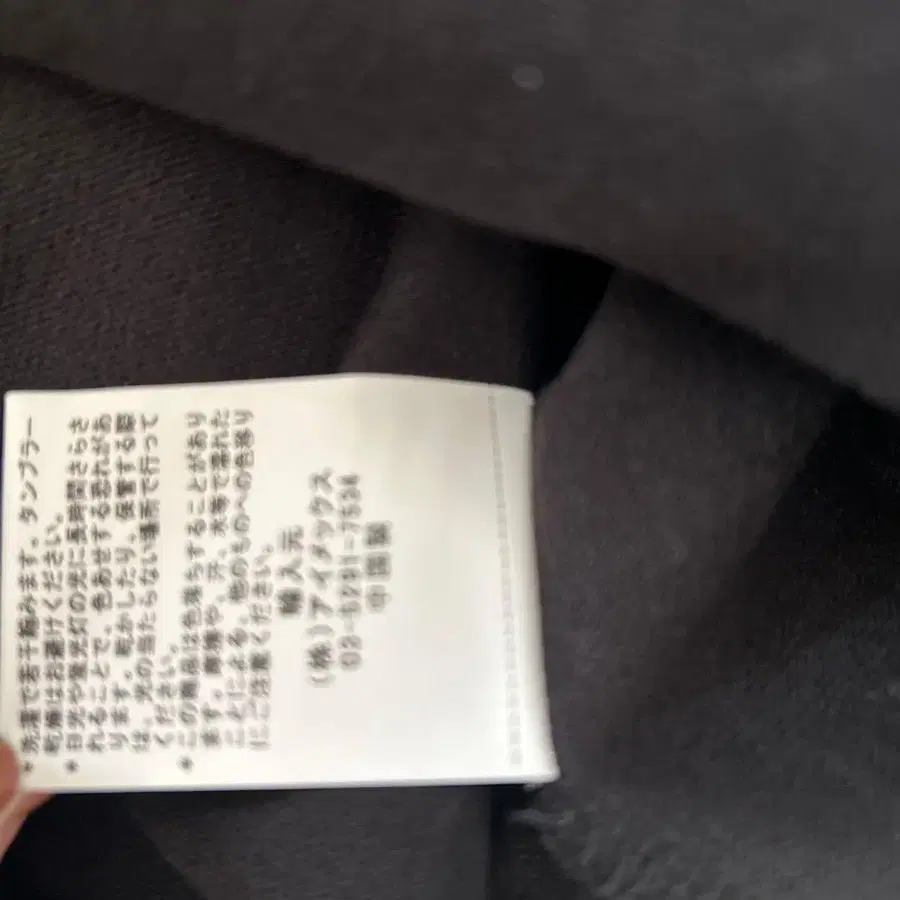 *洗濯で若干縮みます。タンブラー
乾燥はお避けください。
*日光や蛍光灯の光に長時間さらさ
れることで、色あせする恐れがあ
ります。乾かしたり、保管する際
は、光の当たらない場所で行って
ください。
*この商品は色落ちすることがあり
ます。摩擦や、汗、水等で濡れた
ことによる、他のものへの色移り
にご注意ください。
輸入元
(株)アイメックス
03-5291-7534
中国製